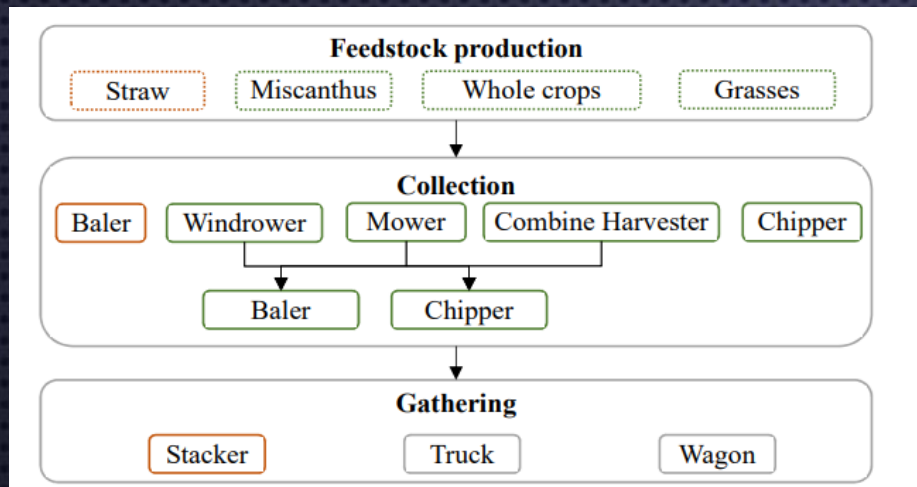 Feedstock production
Straw Miscanthus Whole crops Grasses
Collection
Baler Windrower Mower Combine Harvester Chipper
Baler Chipper
Gathering
Stacker Truck Wagon